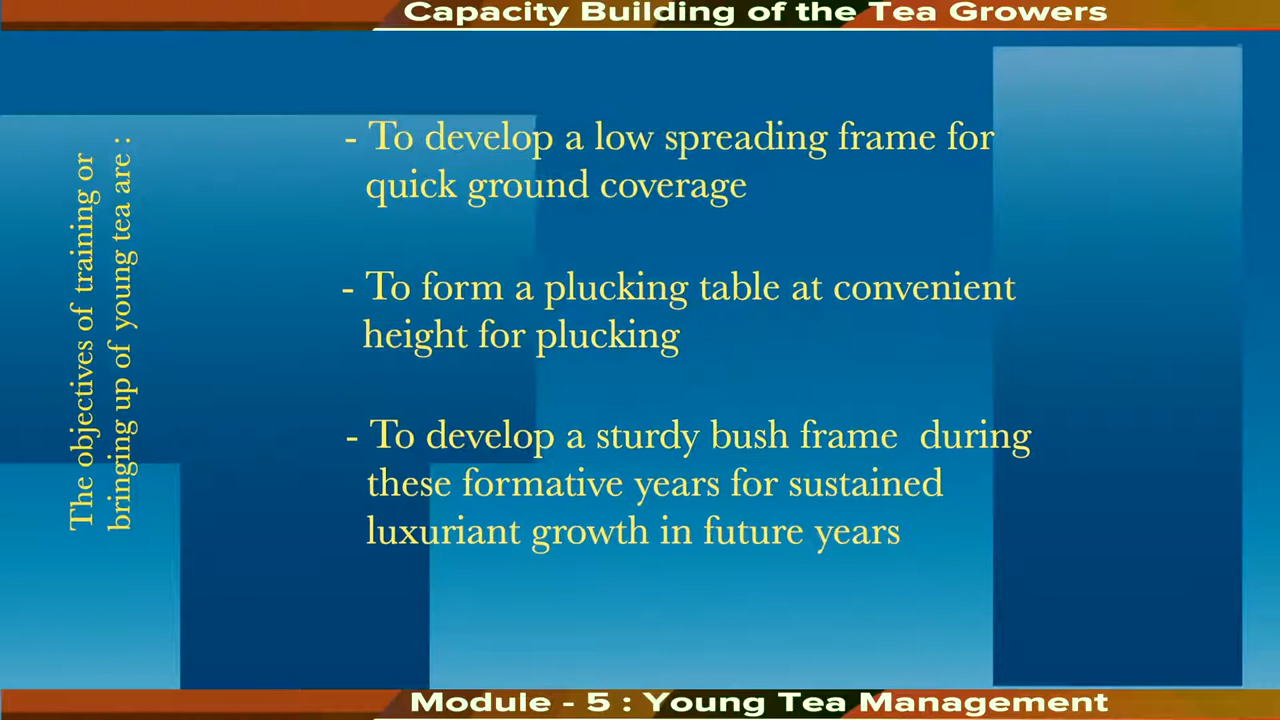 Capacity Building of the Tea Growers
The objectives of training or
bringing up of young tea are :
- To develop a low spreading frame for
quick ground coverage
- To form a plucking table at convenient
height for plucking
- To develop a sturdy bush frame during
these formative years for sustained
luxuriant growth in future years
Module - 5 : Young Tea Management